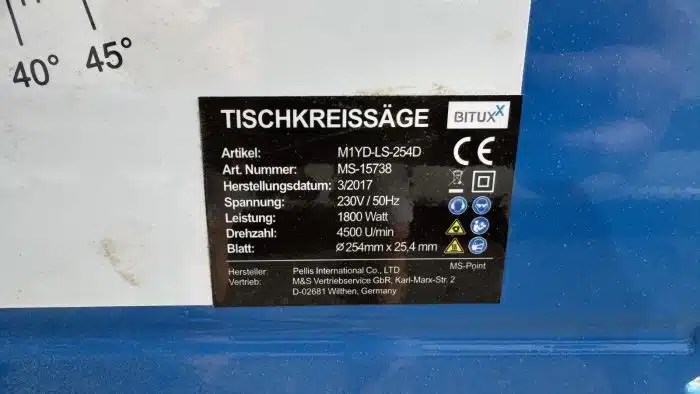 40° 45°
TISCHKREISSÄGE BITUXX
Artikel: M1YD-LS-254D
Art. Nummer: MS-15738
Herstellungsdatum: 3/2017
Spannung: 230V / 50Hz
Leistung: 1800 Watt
Drehzahl: 4500 U/min
Blatt: Ø 254mm x 25,4 mm
CE
Hersteller: Pellis International Co., LTD MS-Point
Vertrieb: M&S Vertriebservice GbR, Karl-Marx-Str. 2
D-02681 Wilthen, Germany